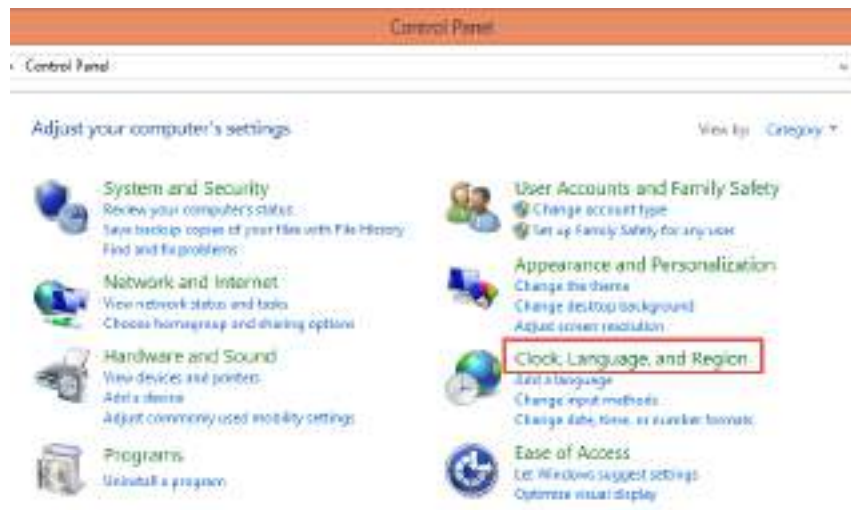 Control Panel
Control Panel
Adjust your computer's settings
View by: Category
System and Security
Review your computer's status
Save backup copies of your files with File History
Find and fix problems
Network and Internet
View network status and tasks
Choose homegroup and sharing options
Hardware and Sound
View devices and printers
Add a device
Adjust commonly used mobility settings
Programs
Uninstall a program
User Accounts and Family Safety
Change account type
Set up Family Safety for any user
Appearance and Personalization
Change the theme
Change desktop background
Adjust screen resolution
Clock, Language, and Region
Add a language
Change input methods
Change date, time, or number formats
Ease of Access
Let Windows suggest settings
Optimize visual display